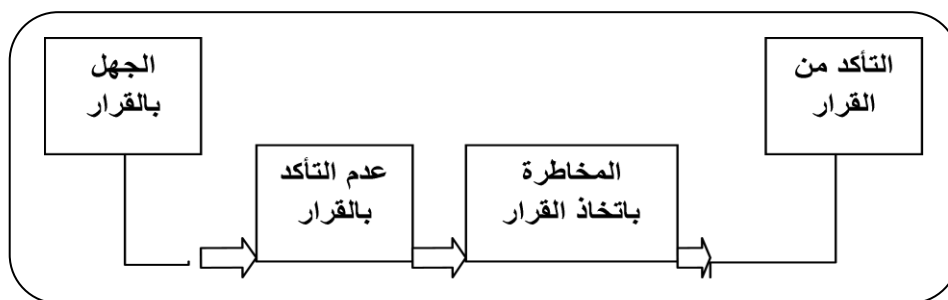 التأكد من
القرار
المخاطرة
باتخاذ القرار
عدم التأكد
بالقرار
الجهل
بالقرار